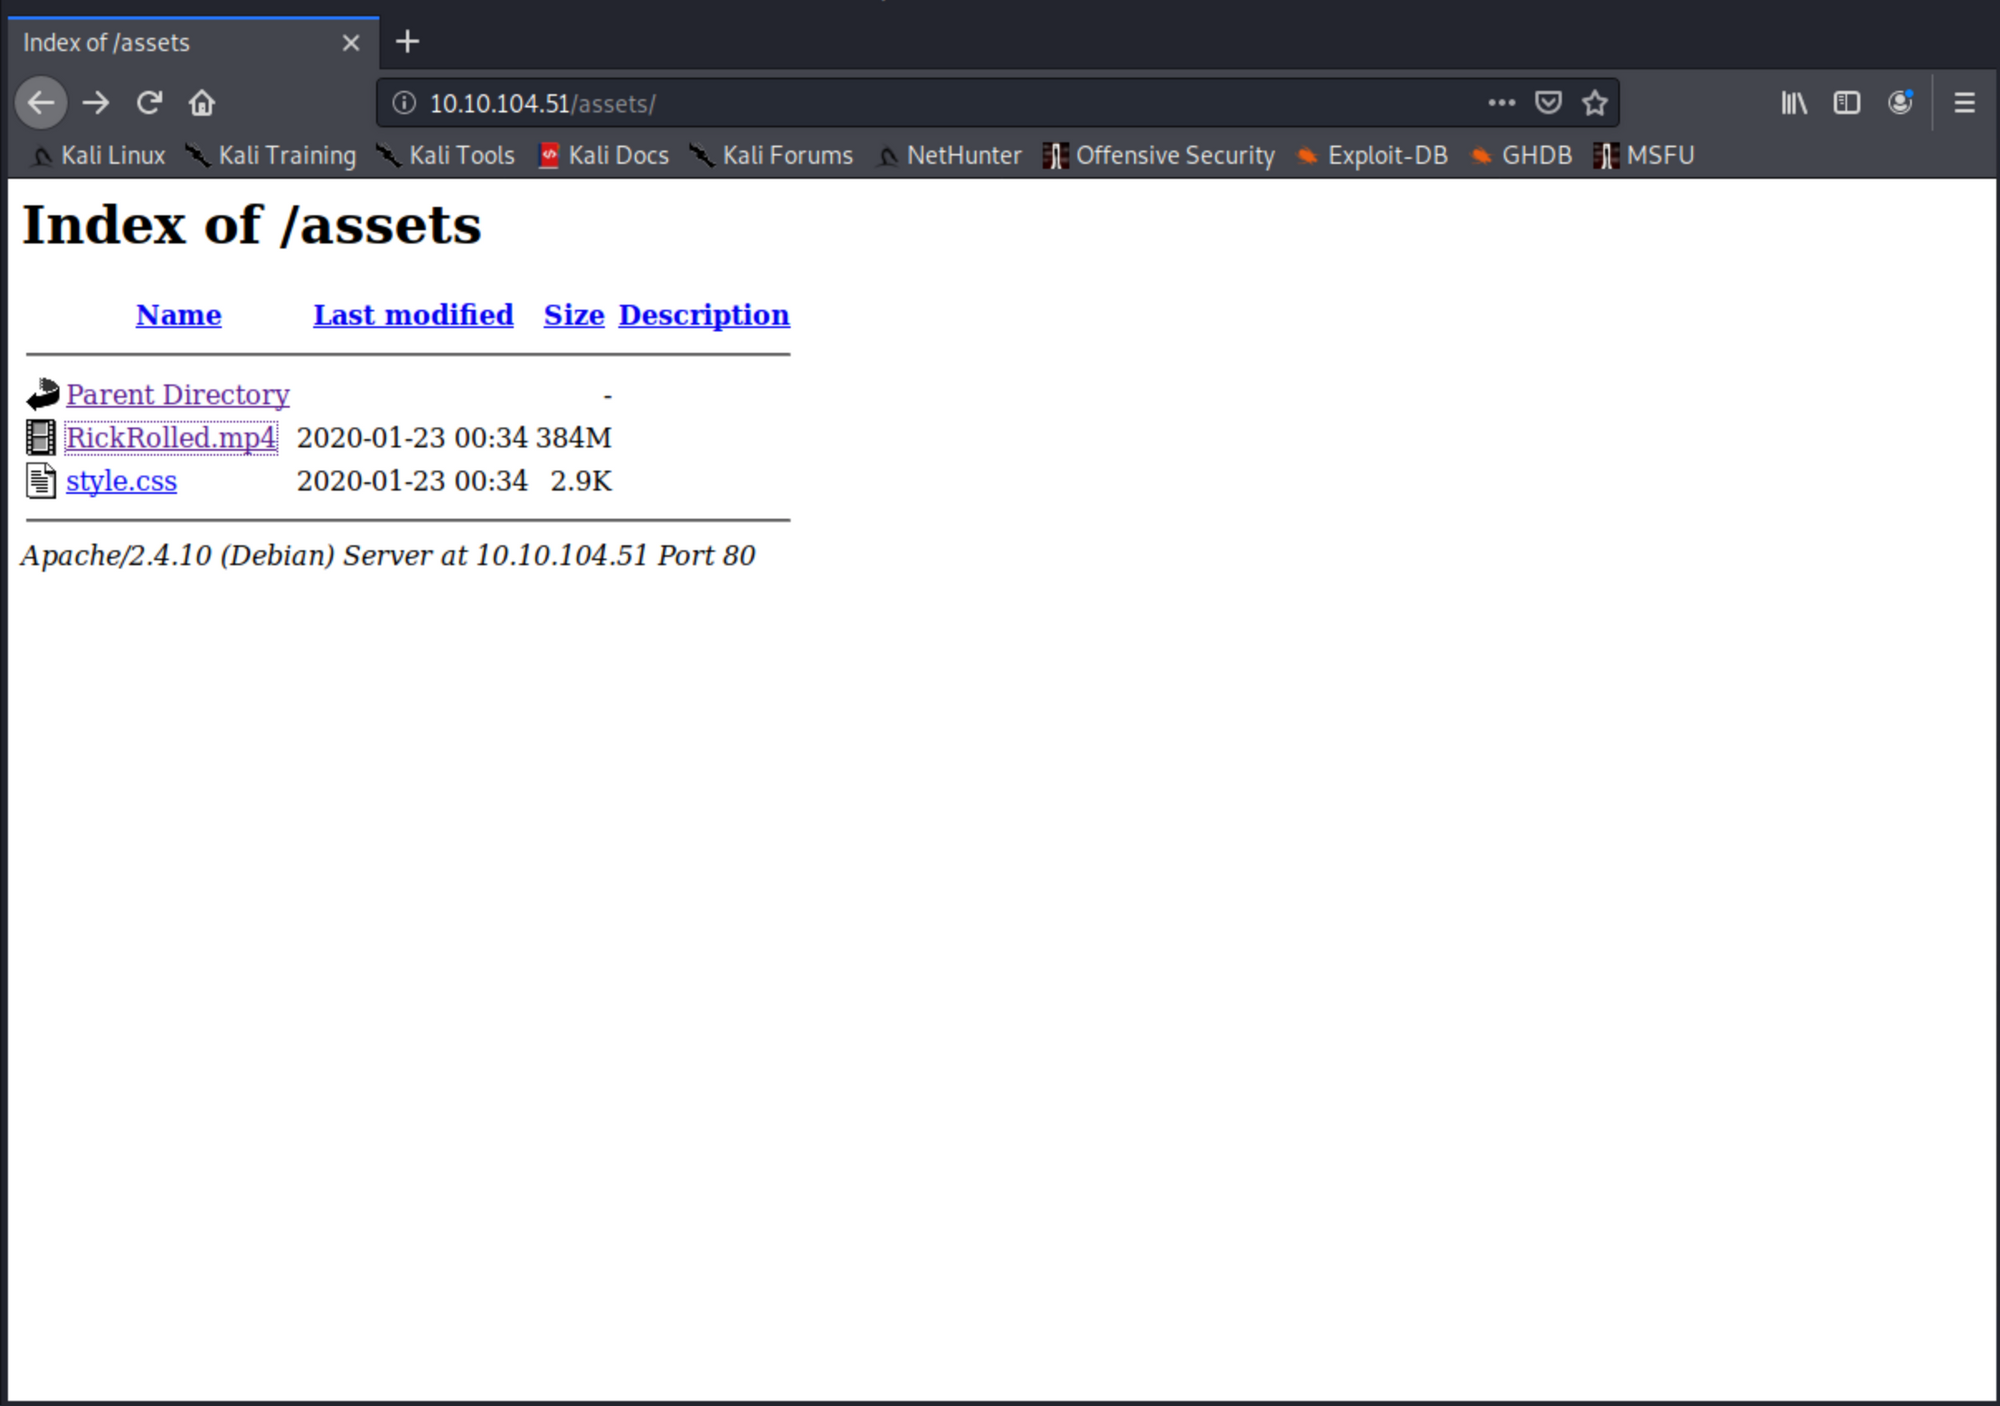 Index of /assets
10.10.104.51/assets/
Kali Linux Kali Training Kali Tools Kali Docs Kali Forums NetHunter Offensive Security Exploit-DB GHDB MSFU
Index of /assets
Name Last modified Size Description
Parent Directory -
RickRolled.mp4 2020-01-23 00:34 384M
style.css 2020-01-23 00:34 2.9K
Apache/2.4.10 (Debian) Server at 10.10.104.51 Port 80